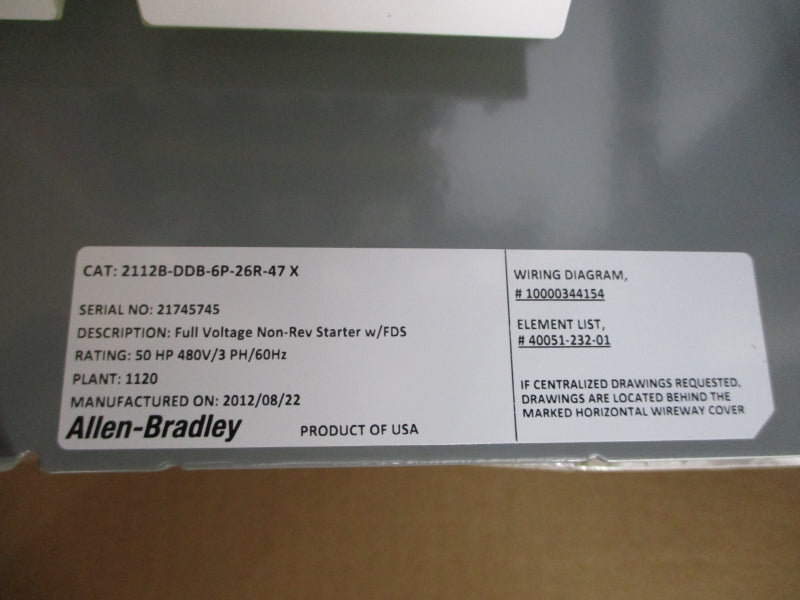 CAT: 2112B-DDB-6P-26R-47 X
SERIAL NO: 21745745
DESCRIPTION: Full Voltage Non-Rev Starter w/FDS
RATING: 50 HP 480V/3 PH/60Hz
PLANT: 1120
MANUFACTURED ON: 2012/08/22
Allen-Bradley
PRODUCT OF USA
WIRING DIAGRAM,
# 10000344154
ELEMENT LIST,
# 40051-232-01
IF CENTRALIZED DRAWINGS REQUESTED,
DRAWINGS ARE LOCATED BEHIND THE
MARKED HORIZONTAL WIREWAY COVER